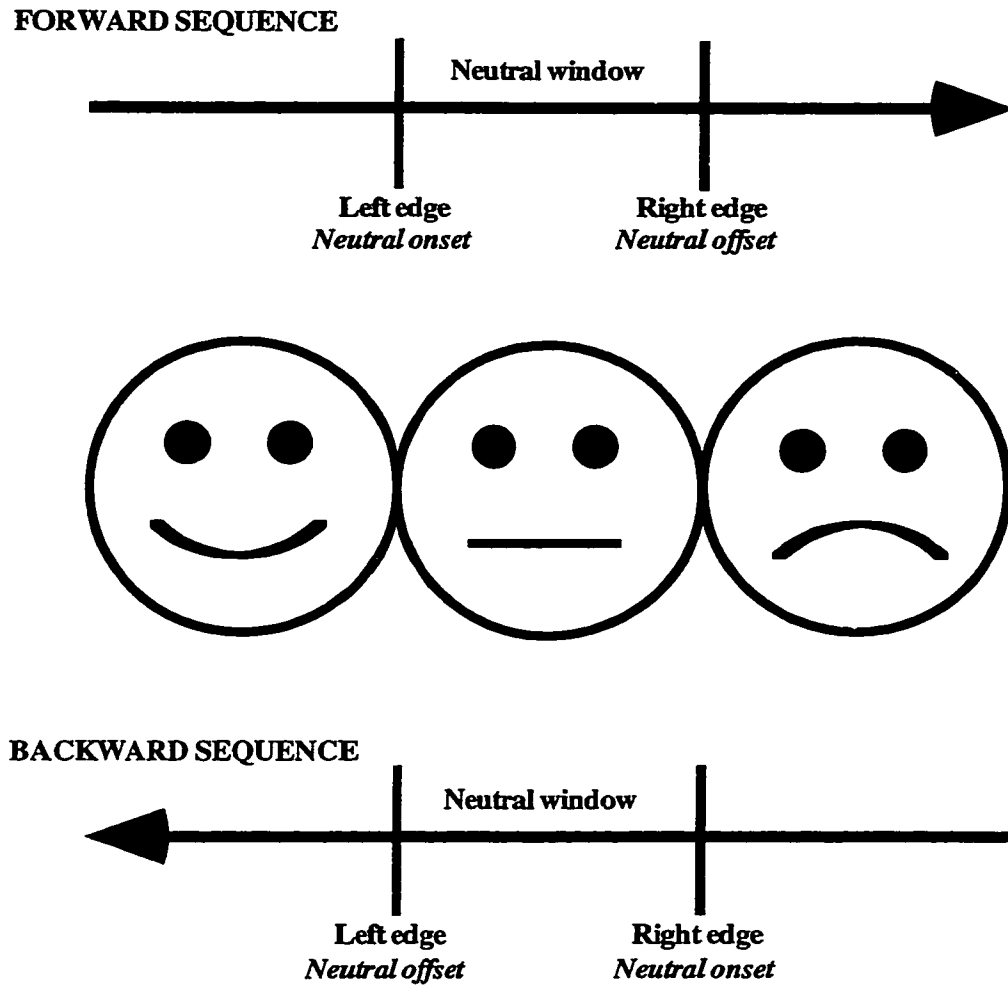 FORWARD SEQUENCE
Neutral window
Left edge
Neutral onset
Right edge
Neutral offset
BACKWARD SEQUENCE
Neutral window
Left edge
Neutral offset
Right edge
Neutral onset